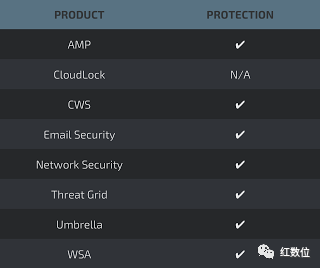 PRODUCT PROTECTION
AMP ✔
CloudLock N/A
CWS ✔
Email Security ✔
Network Security ✔
Threat Grid ✔
Umbrella ✔
WSA ✔ 红数位